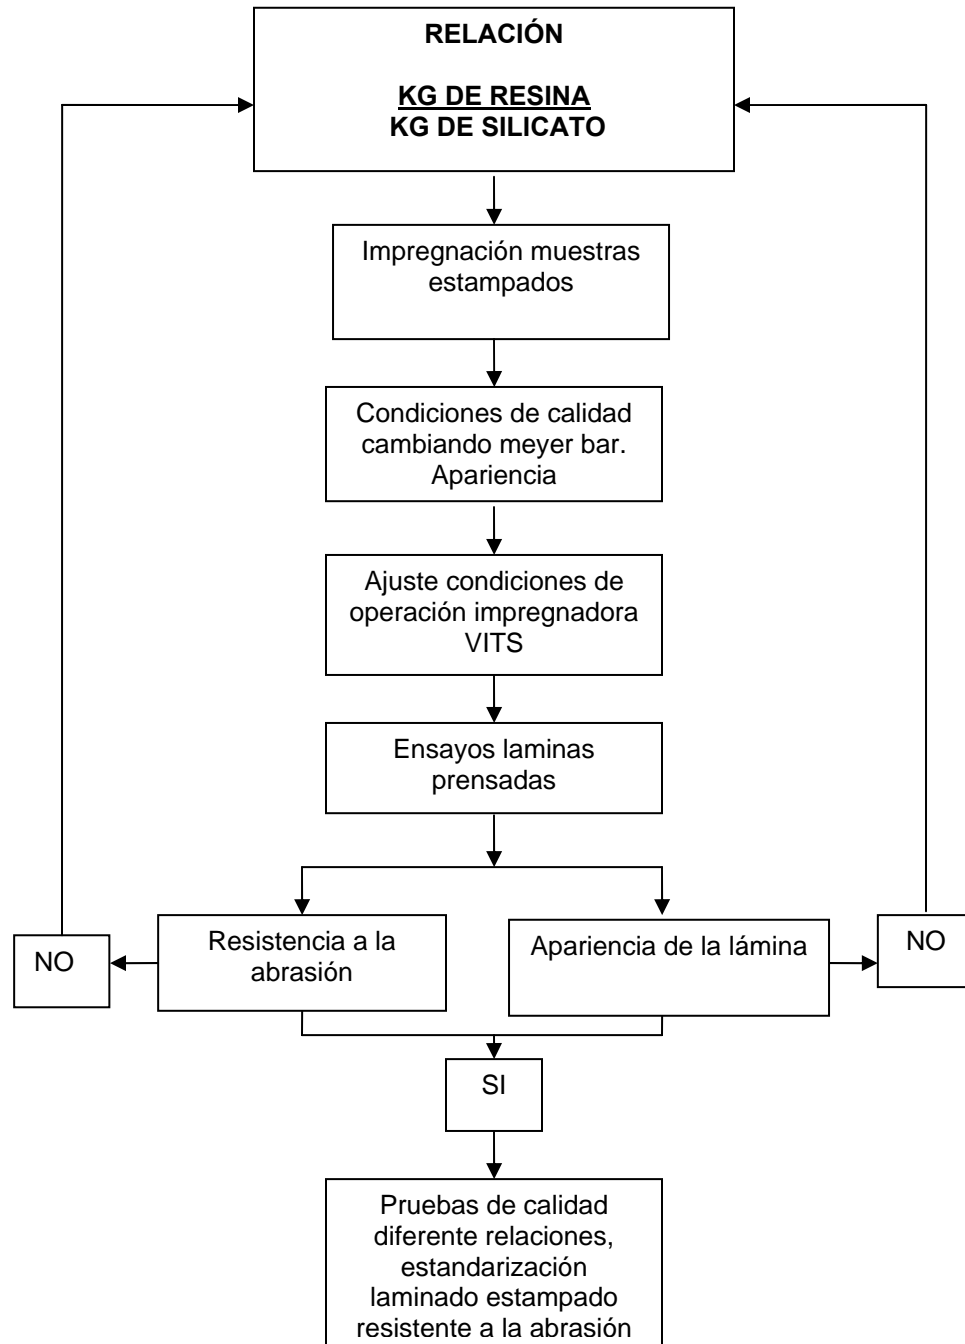 RELACIÓN
KG DE RESINA
KG DE SILICATO
Impregnación muestras
estampados
Condiciones de calidad
cambiando meyer bar.
Apariencia
Ajuste condiciones de
operación impregnadora
VITS
Ensayos laminas
prensadas
NO
Resistencia a la
abrasión
Apariencia de la lámina
NO
SI
Pruebas de calidad
diferente relaciones,
estandarización
laminado estampado
resistente a la abrasión